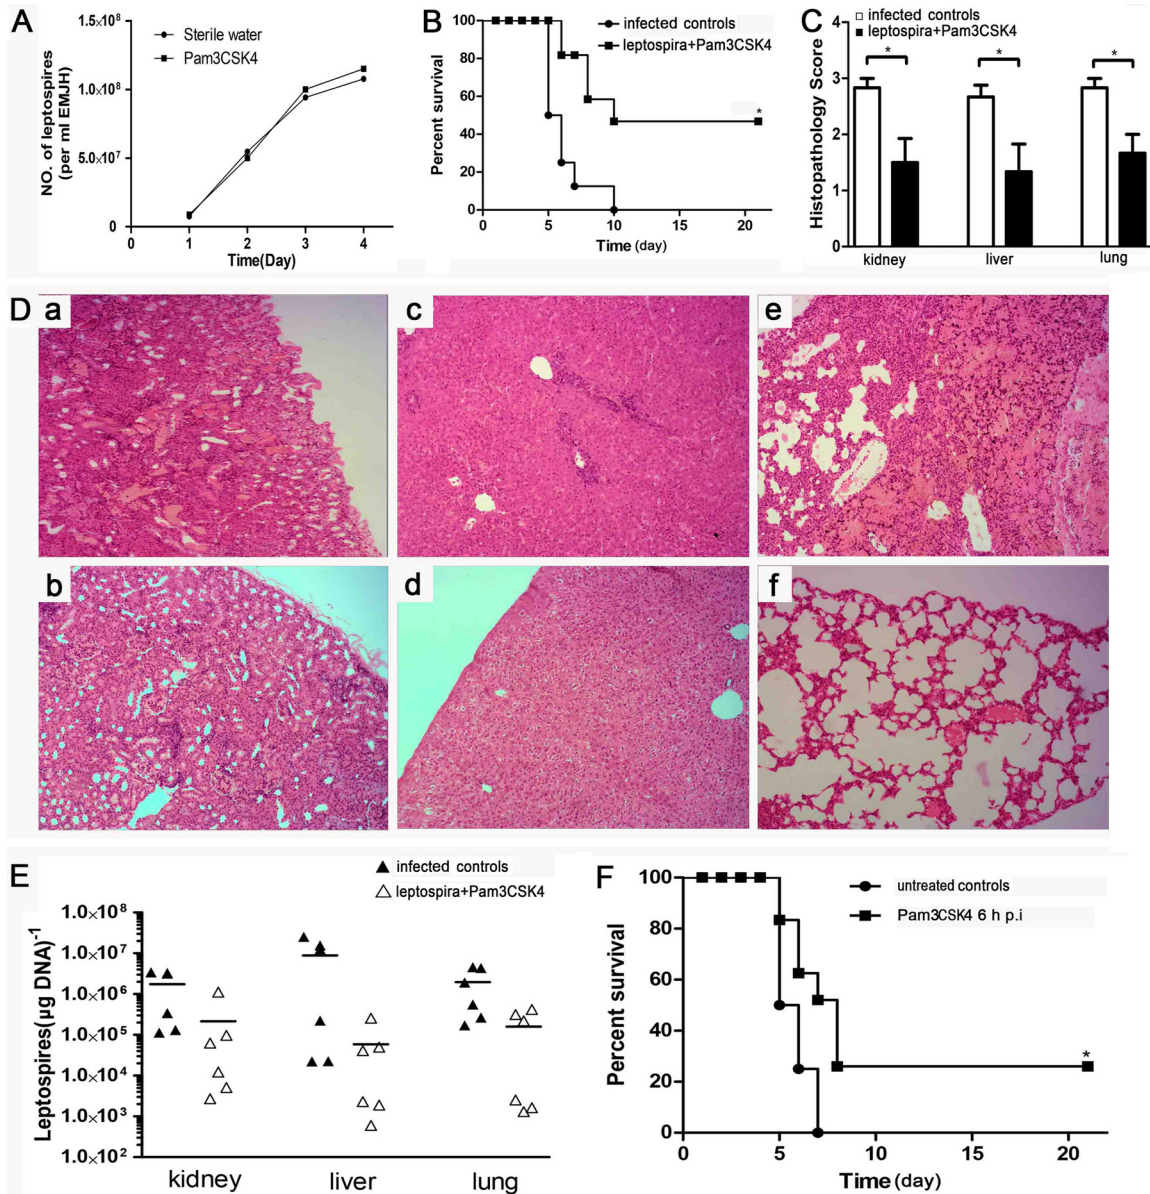 A
1.5×10⁸
1.0×10⁸
5.0×10⁷
0
NO. of leptospires
(per ml EMJH)
Sterile water
Pam3CSK4
0 1 2 3 4
Time(Day)
B
100
80
60
40
20
0
Percent survival
infected controls
leptospira+Pam3CSK4
*
0 5 10 15 20
Time (day)
C
infected controls
leptospira+Pam3CSK4
4
3
2
1
0
Histopathology Score
* * *
kidney liver lung
D
a
c
e
b
d
f
E
infected controls
leptospira+Pam3CSK4
1.0×10⁸
1.0×10⁷
1.0×10⁶
1.0×10⁵
1.0×10⁴
1.0×10³
1.0×10²
Leptospires(µg DNA)⁻¹
kidney liver lung
F
100
80
60
40
20
0
Percent survival
untreated controls
Pam3CSK4 6 h p.i
*
0 5 10 15 20
Time (day)